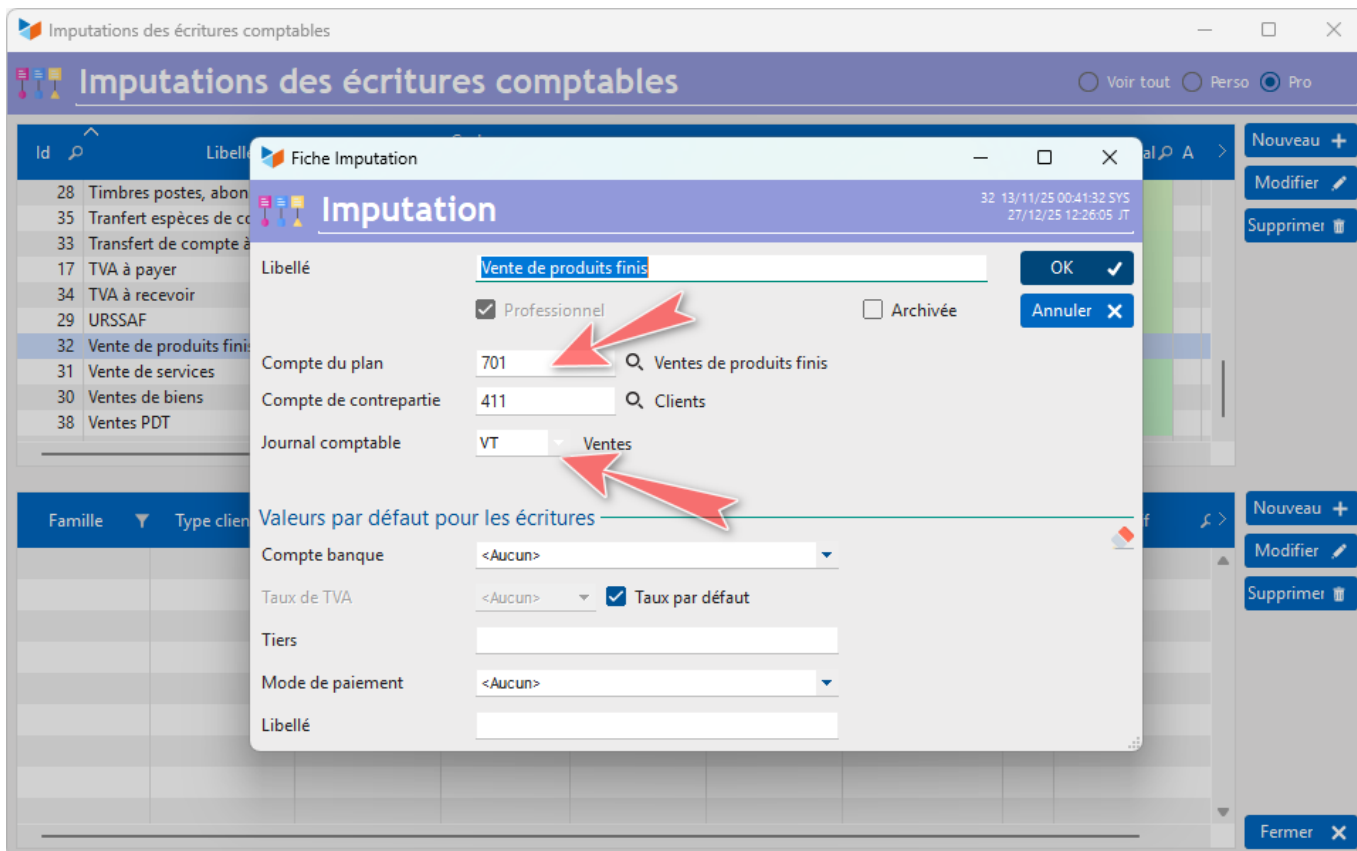 Imputations des écritures comptables
Imputations des écritures comptables
Voir tout Perso Pro
Id Libellé al A
Nouveau
Modifier
Supprimer
28 Timbres postes, abon
35 Tranfert espèces de co
33 Transfert de compte à
17 TVA à payer
34 TVA à recevoir
29 URSSAF
32 Vente de produits finis
31 Vente de services
30 Ventes de biens
38 Ventes PDT
Fiche Imputation
Imputation
32 13/11/25 00:41:32 SYS
27/12/25 12:26:05 JT
Libellé Vente de produits finis OK
Professionnel Archivée Annuler
Compte du plan 701 Ventes de produits finis
Compte de contrepartie 411 Clients
Journal comptable VT Ventes
Valeurs par défaut pour les écritures
Compte banque <Aucun>
Taux de TVA <Aucun> Taux par défaut
Tiers
Mode de paiement <Aucun>
Libellé
Famille Type clien f
Nouveau
Modifier
Supprimer
Fermer